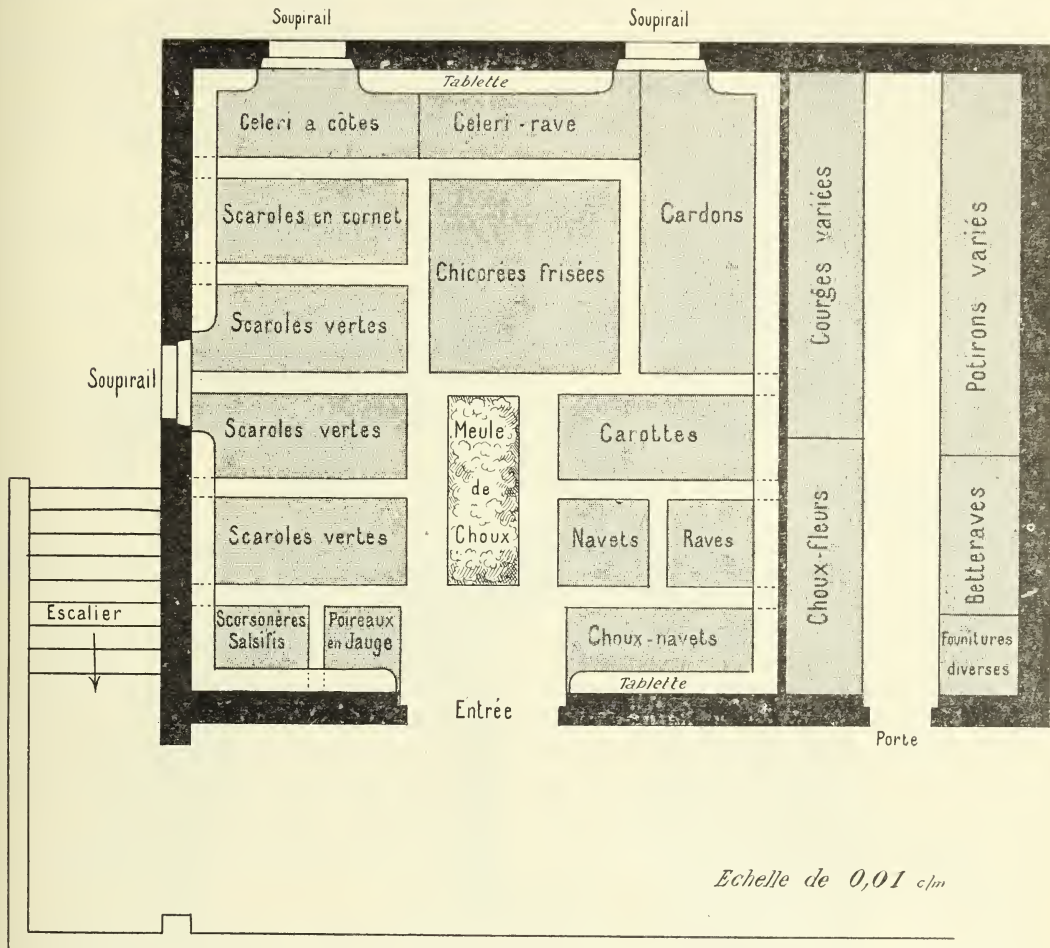 Soupirail
Soupirail
Tablette
Celeri a côtes
Céleri-rave
Scaroles en cornet
Chicorées frisées
Cardons
Scaroles vertes
Soupirail
Scaroles vertes
Meule
de
Choux
Carottes
Scaroles vertes
Navets
Raves
Escalier
Scorsonères
Salsifis
Poireaux
en Jauge
Choux-navets
Tablette
Entrée
Courges variées
Choux-fleurs
Potirons variés
Betteraves
Founitures
diverses
Porte
Echelle de 0,01 c/m